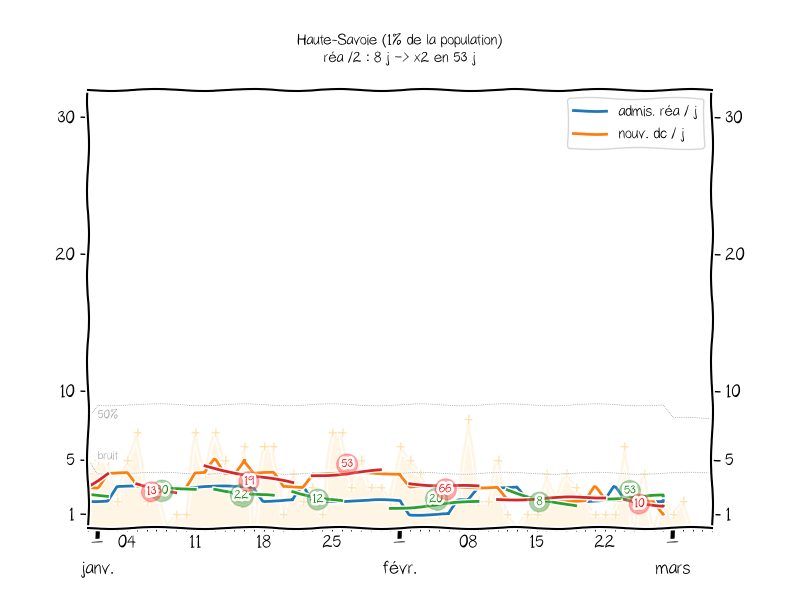 Haute-Savoie (1% de la population)
réa /2 : 8 j -> x2 en 53 j
admis. réa / j
nouv. dc / j
30 30
20 20
10 10
50%
bruit
5 5
1 1
53
19
13
22
12
66
8
53
10
04 11 18 25 08 15 22
janv. févr. mars